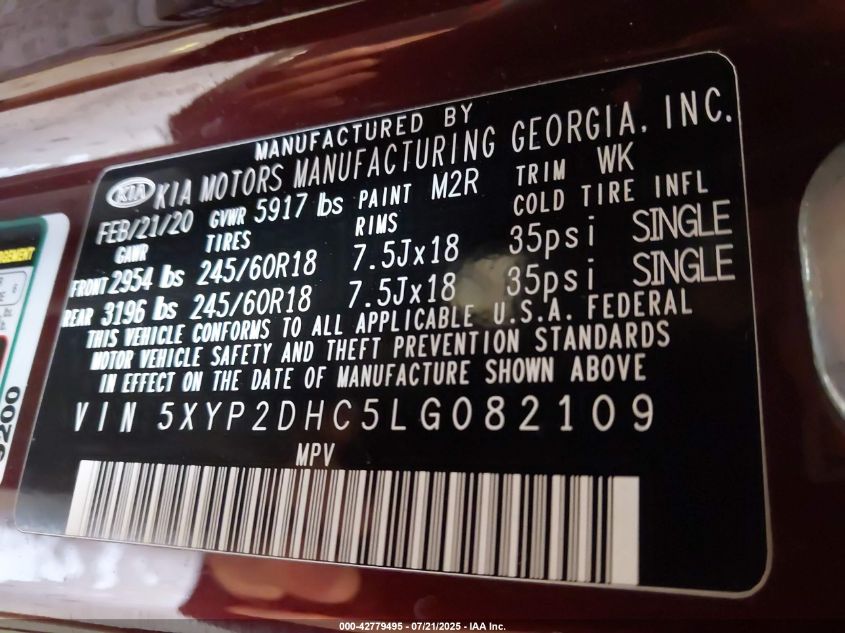 MANUFACTURED BY
KIA KIA MOTORS MANUFACTURING GEORGIA, INC.
FEB/21/20 GVWR 5917 lbs PAINT M2R TRIM WK
GAWR TIRES RIMS COLD TIRE INFL
FRONT 2954 lbs 245/60R18 7.5Jx18 35psi SINGLE
REAR 3196 lbs 245/60R18 7.5Jx18 35psi SINGLE
THIS VEHICLE CONFORMS TO ALL APPLICABLE U.S.A. FEDERAL
MOTOR VEHICLE SAFETY AND THEFT PREVENTION STANDARDS
IN EFFECT ON THE DATE OF MANUFACTURE SHOWN ABOVE
VIN 5XYP2DHC5LG082109
MPV
000-42779495 - 07/21/2025 - IAA Inc.